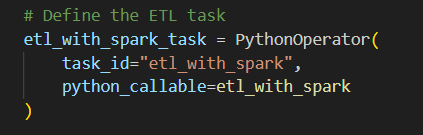 # Define the ETL task
etl_with_spark_task = PythonOperator(
    task_id="etl_with_spark",
    python_callable=etl_with_spark
)